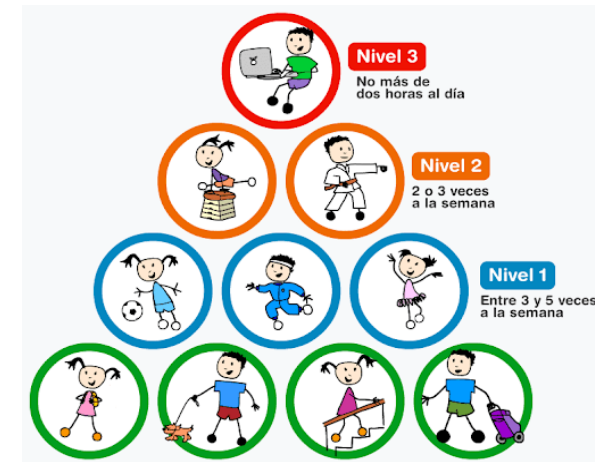 Nivel 3
No más de
dos horas al día
Nivel 2
2 o 3 veces
a la semana
Nivel 1
Entre 3 y 5 veces
a la semana